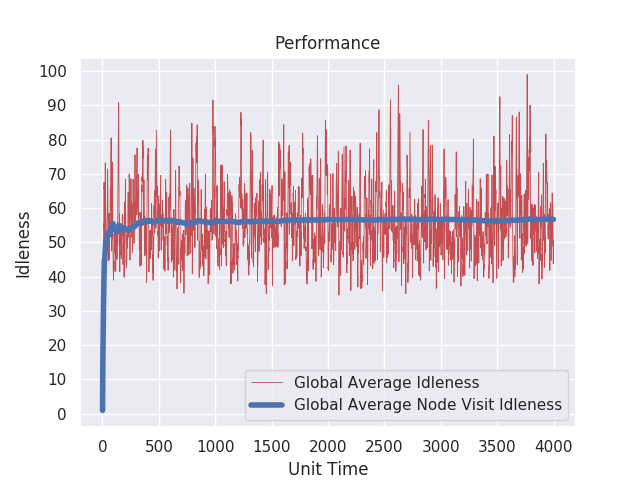 Performance
100
90
80
70
60
50
40
30
20
10
0
Idleness
Global Average Idleness
Global Average Node Visit Idleness
0 500 1000 1500 2000 2500 3000 3500 4000
Unit Time